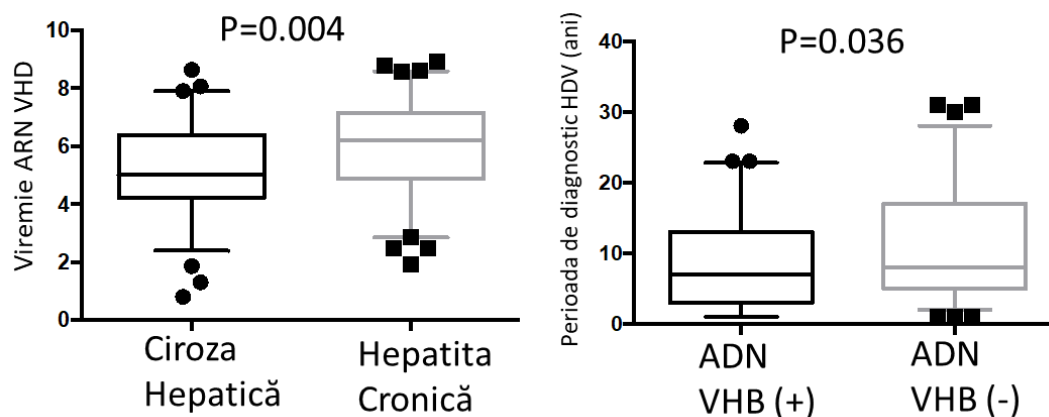 P=0.004
Viremie ARN VHD
10
8
6
4
2
0
Ciroza
Hepatică
Hepatita
Cronică
P=0.036
Perioada de diagnostic HDV (ani)
40
30
20
10
0
ADN
VHB (+)
ADN
VHB (-)